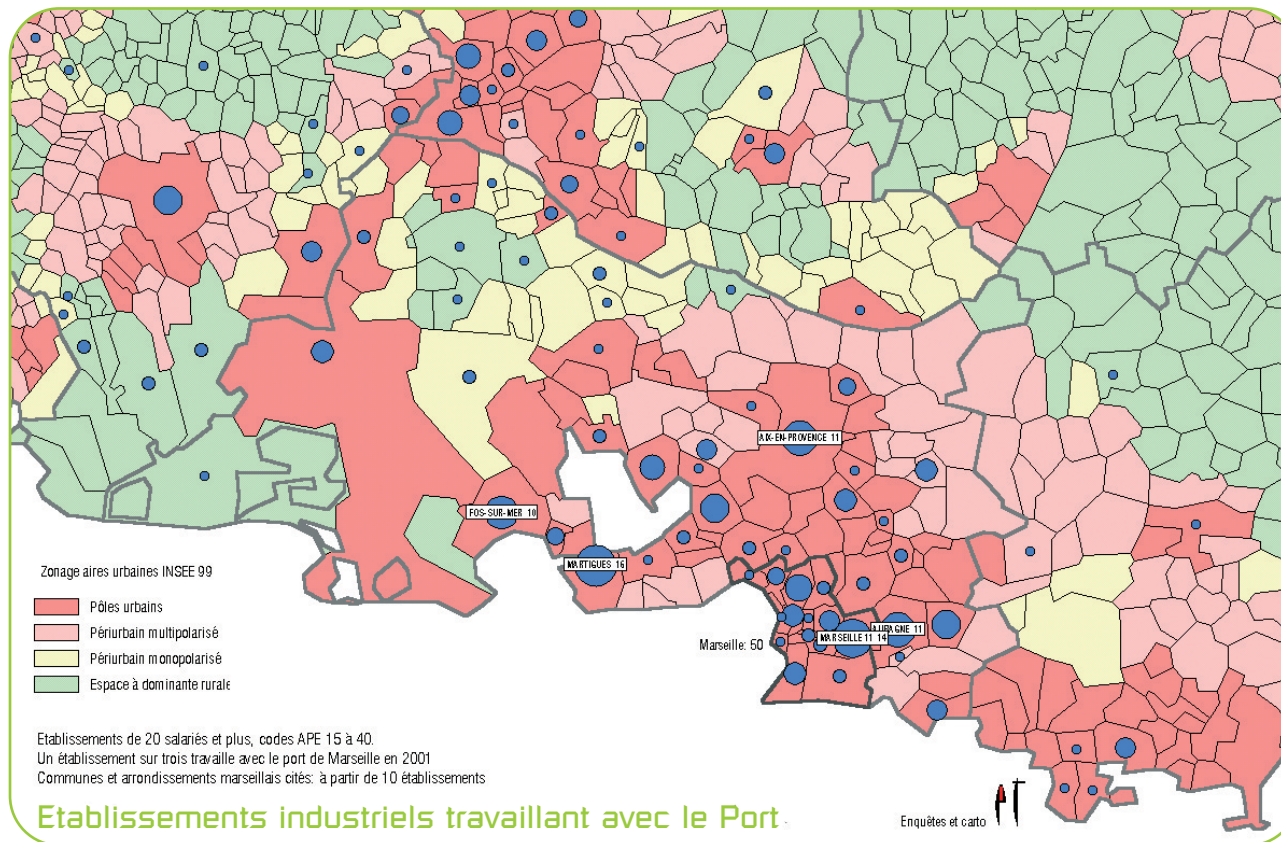 AIX-EN-PROVENCE 11
FOS-SUR-MER 10
MARTIGUES 16
AUBAGNE 11
MARSEILLE 11 14
Marseille: 50
Zonage aires urbaines INSEE 99
Pôles urbains
Périurbain multipolarisé
Périurbain monopolarisé
Espace à dominante rurale
Etablissements de 20 salariés et plus, codes APE 15 à 40.
Un établissement sur trois travaille avec le port de Marseille en 2001
Communes et arrondissements marseillais cités: à partir de 10 établissements
Etablissements industriels travaillant avec le Port
Enquêtes et carto